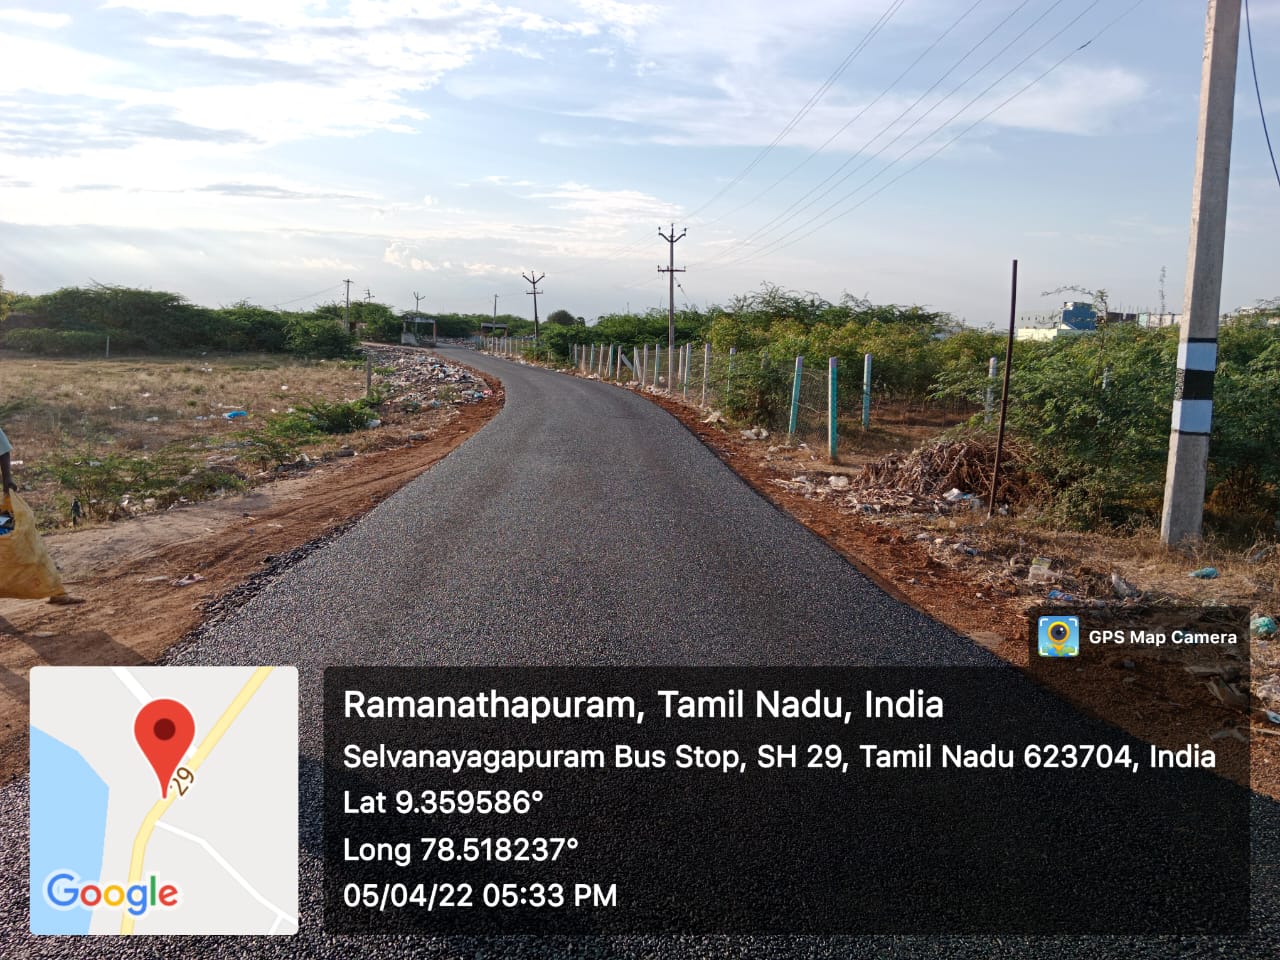 GPS Map Camera
Ramanathapuram, Tamil Nadu, India
Selvanayagapuram Bus Stop, SH 29, Tamil Nadu 623704, India
Lat 9.359586°
Long 78.518237°
05/04/22 05:33 PM
29
Google